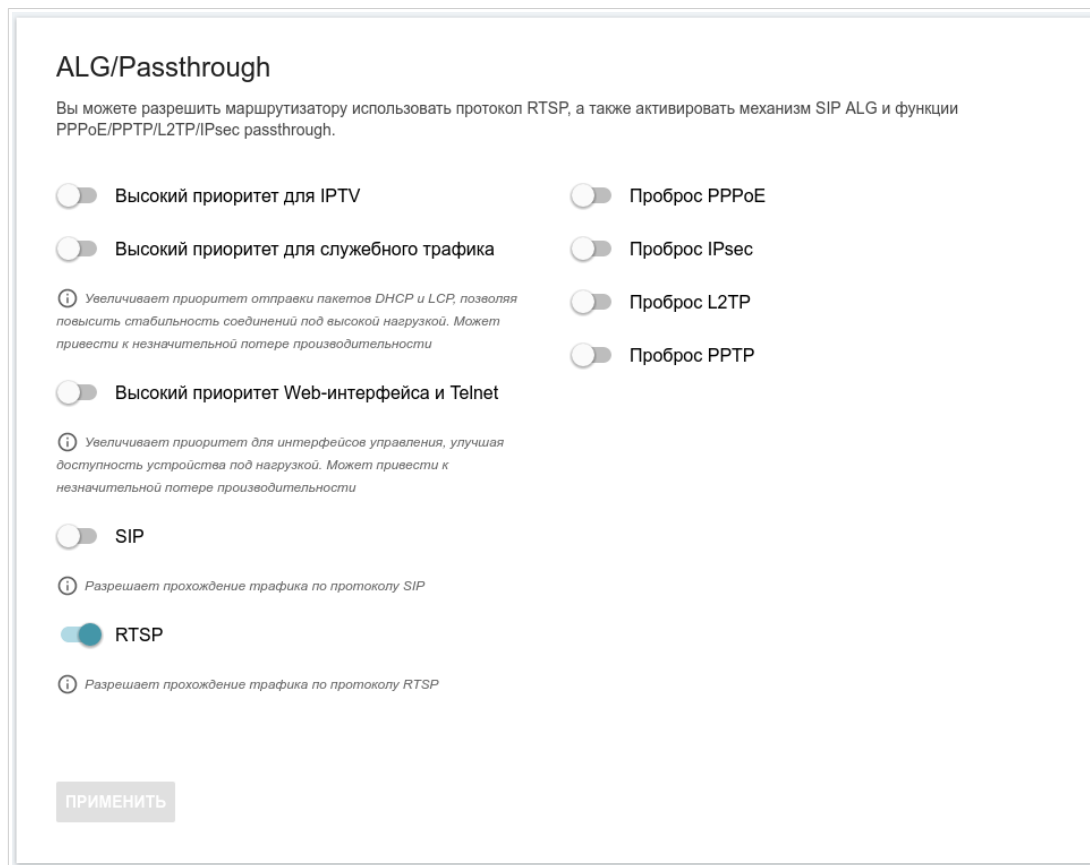 ALG/Passthrough
Вы можете разрешить маршрутизатору использовать протокол RTSP, а также активировать механизм SIP ALG и функции
PPPoE/PPTP/L2TP/IPsec passthrough.
Высокий приоритет для IPTV
Высокий приоритет для служебного трафика
Увеличивает приоритет отправки пакетов DHCP и LCP, позволяя
повысить стабильность соединений под высокой нагрузкой. Может
привести к незначительной потере производительности
Высокий приоритет Web-интерфейса и Telnet
Увеличивает приоритет для интерфейсов управления, улучшая
доступность устройства под нагрузкой. Может привести к
незначительной потере производительности
SIP
Разрешает прохождение трафика по протоколу SIP
RTSP
Разрешает прохождение трафика по протоколу RTSP
Проброс PPPoE
Проброс IPsec
Проброс L2TP
Проброс PPTP
ПРИМЕНИТЬ